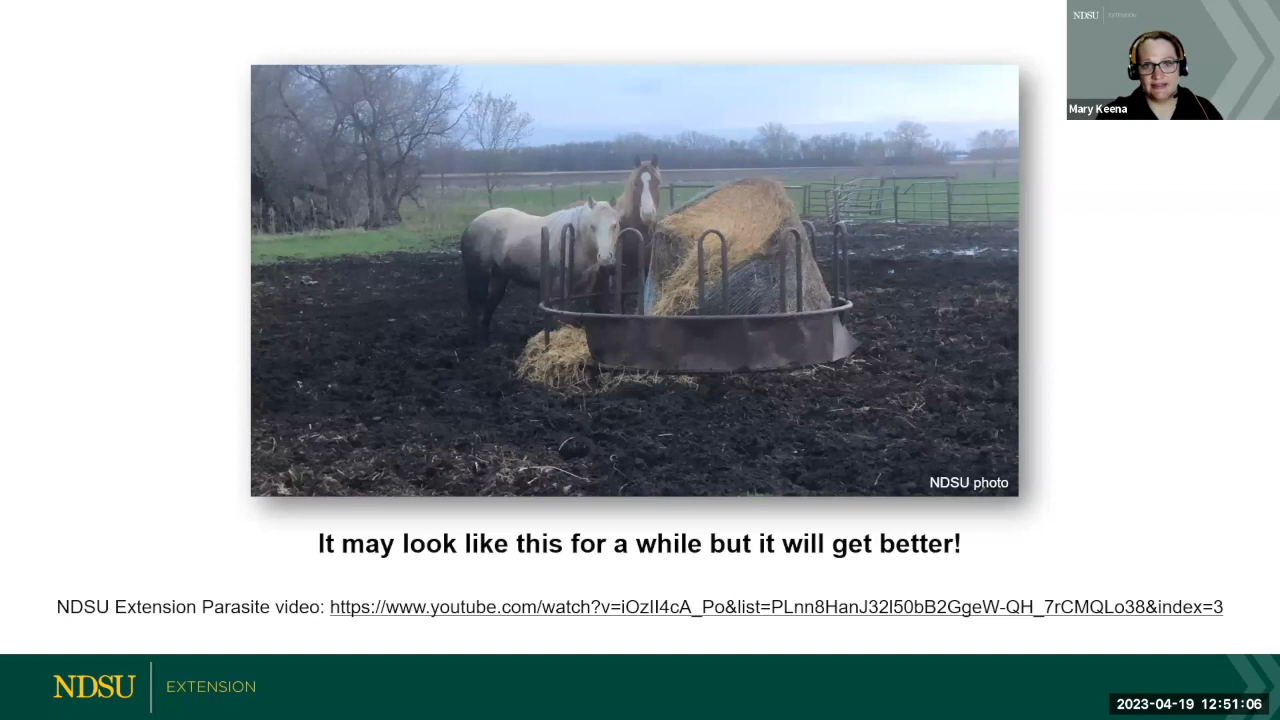 NDSU EXTENSION
Mary Keena
NDSU photo
It may look like this for a while but it will get better!
NDSU Extension Parasite video: https://www.youtube.com/watch?v=iOzII4cA_Po&list=PLnn8HanJ32I50bB2GgeW-QH_7rCMQLo38&index=3
NDSU EXTENSION
2023-04-19 12:51:06